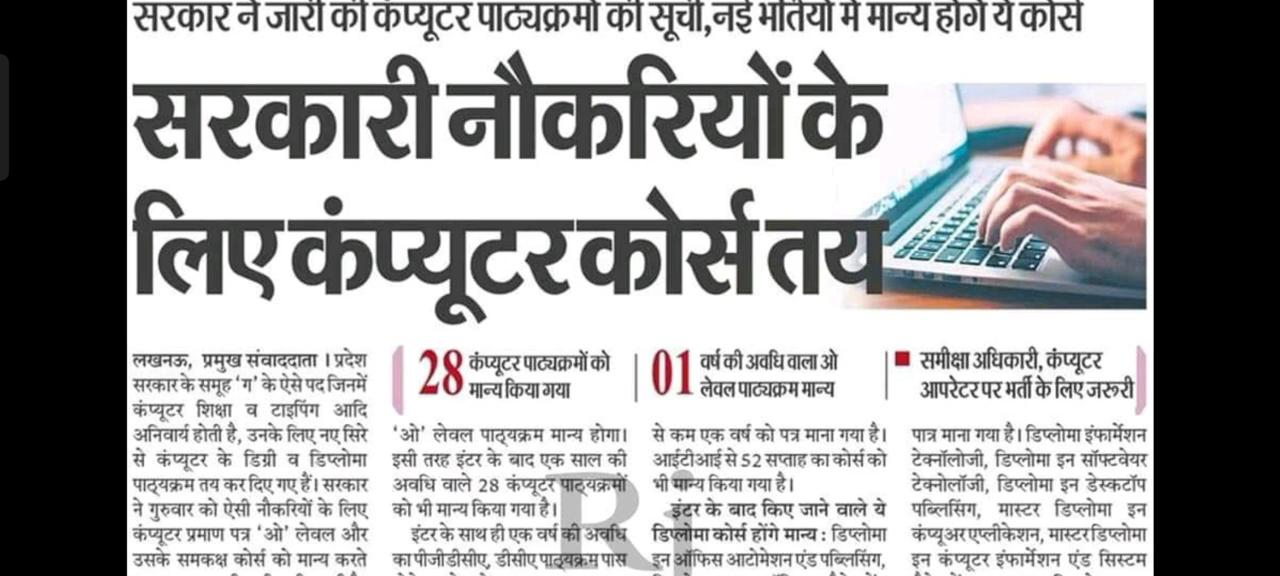 सरकार ने जारी की कंप्यूटर पाठ्यक्रमों की सूची, नई भर्तियों में मान्य होंगे ये कोर्स
सरकारी नौकरियों के
लिए कंप्यूटर कोर्स तय
लखनऊ, प्रमुख संवाददाता । प्रदेश
सरकार के समूह ‘ग’ के ऐसे पद जिनमें
कंप्यूटर शिक्षा व टाइपिंग आदि
अनिवार्य होती है, उनके लिए नए सिरे
से कंप्यूटर के डिग्री व डिप्लोमा
पाठ्यक्रम तय कर दिए गए हैं। सरकार
ने गुरुवार को ऐसी नौकरियों के लिए
कंप्यूटर प्रमाण पत्र ‘ओ’ लेवल और
उसके समकक्ष कोर्स को मान्य करते
28 कंप्यूटर पाठ्यक्रमों को
मान्य किया गया
01 वर्ष की अवधि वाला ओ
लेवल पाठ्यक्रम मान्य
■ समीक्षा अधिकारी, कंप्यूटर
आपरेटर पर भर्ती के लिए जरूरी
‘ओ’ लेवल पाठ्यक्रम मान्य होगा।
इसी तरह इंटर के बाद एक साल की
अवधि वाले 28 कंप्यूटर पाठ्यक्रमों
को भी मान्य किया गया है।
इंटर के साथ ही एक वर्ष की अवधि
का पीजीडीसीए, डीसीए पाठ्यक्रम पास
से कम एक वर्ष को पत्र माना गया है।
आईटीआई से 52 सप्ताह का कोर्स को
भी मान्य किया गया है।
इंटर के बाद किए जाने वाले ये
डिप्लोमा कोर्स होंगे मान्य : डिप्लोमा
इन ऑफिस आटोमेशन एंड पब्लिसिंग,
पात्र माना गया है। डिप्लोमा इंफार्मेशन
टेक्नॉलोजी, डिप्लोमा इन सॉफ्टवेयर
टेक्नोलॉजी, डिप्लोमा इन डेस्कटॉप
पब्लिसिंग, मास्टर डिप्लोमा इन
कंप्यूअर एप्लीकेशन, मास्टर डिप्लोमा
इन कंप्यूटर इंफार्मेशन एंड सिस्टम
Rj